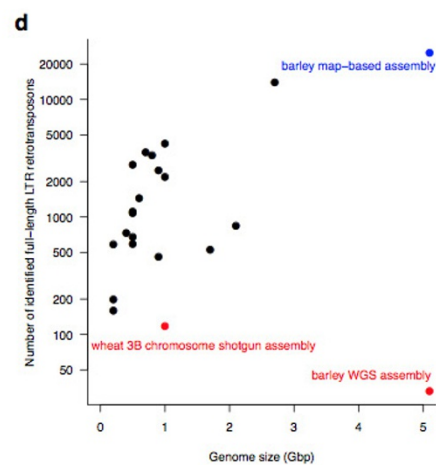 d
barley map-based assembly
20000
10000
5000
2000
1000
500
200
100
50
Number of identified full-length LTR retrotransposons
wheat 3B chromosome shotgun assembly
barley WGS assembly
0 1 2 3 4 5
Genome size (Gbp)